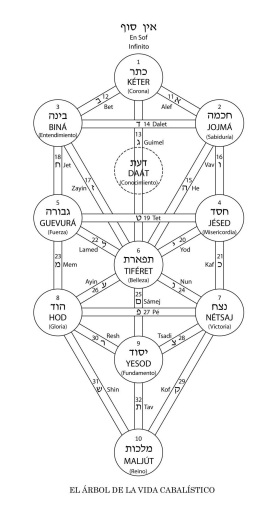 אין סוף
En Sof
Infinito
1
כתר
KÉTER
(Corona)
3
בינה
BINÁ
(Entendimiento)
12
ב
Bet
11
א
Alef
2
חכמה
JOJMÁ
(Sabiduría)
ד 14 Dalet
13
ג
Guimel
דעת
DAÁT
(Conocimiento)
18
ח
Jet
17
ז
Zayin
15
ה
He
16
ו
Vav
5
גבורה
GUEVURÁ
(Fuerza)
ט 19 Tet
4
חסד
JÉSED
(Misericordia)
22
ל
Lamed
20
י
Yod
6
תפארת
TIFÉRET
(Belleza)
23
מ
Mem
21
כ
Kaf
Ayin
ע
26
Nun
נ
24
8
הוד
HOD
(Gloria)
25
ם
Sámej
פ 27 Pé
7
נצח
NÉTSAJ
(Victoria)
Resh
30 ר
Tsadi
צ 28
9
יסוד
YESOD
(Fundamento)
31
ש
Shin
32
ת
Tav
29
ק
Kof
10
מלכות
MALJÚT
(Reino)
EL ÁRBOL DE LA VIDA CABALÍSTICO